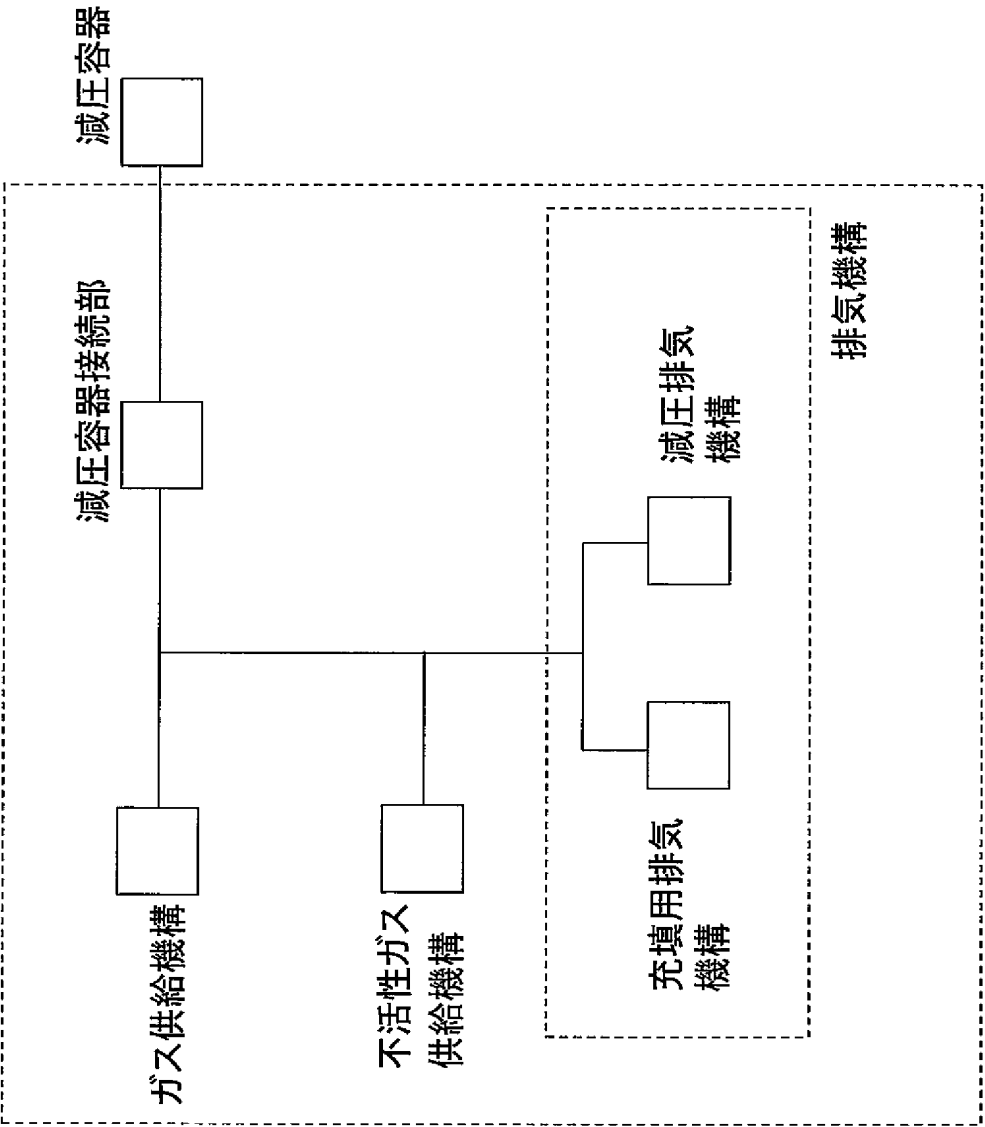 ガス供給機構
減圧容器接続部
減圧容器
不活性ガス
供給機構
充填用排気
機構
減圧排気
機構
排気機構